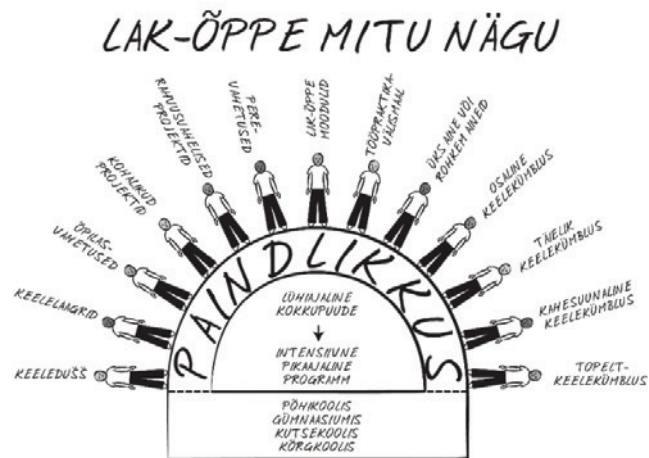 LAK-ÕPPE MITU NÄGU
KEELEDUŠŠ
KEELELAAGRID
ÕPILAS-
VAHETUSED
KOHALIKUD
PROJEKTID
RAHVUSVAHELISED
PROJEKTID
PERE-
VAHETUSED
LAK-ÕPPE
MOODULID
TÖÖPRAKTIKA
VÄLISMAAL
ÜKS AINE VÕI
ROHKEM AINEID
OSALINE
KEELEKÜMBLUS
TÄIELIK
KEELEKÜMBLUS
KAHESUUNALINE
KEELEKÜMBLUS
TOPELT-
KEELEKÜMBLUS
PAINDLIKKUS
LÜHIAJALINE
KOKKUPUUDE
INTENSIIVNE
PIKAAJALINE
PROGRAMM
PÕHIKOOLIS
GÜMNAASIUMIS
KUTSEKOOLIS
KÕRGKOOLIS